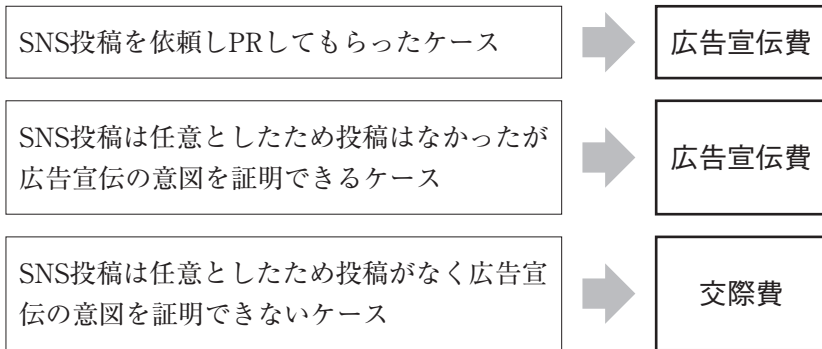 SNS投稿を依頼しPRしてもらったケース
広告宣伝費
SNS投稿は任意としたため投稿はなかったが
広告宣伝の意図を証明できるケース
広告宣伝費
SNS投稿は任意としたため投稿がなく広告宣
伝の意図を証明できないケース
交際費